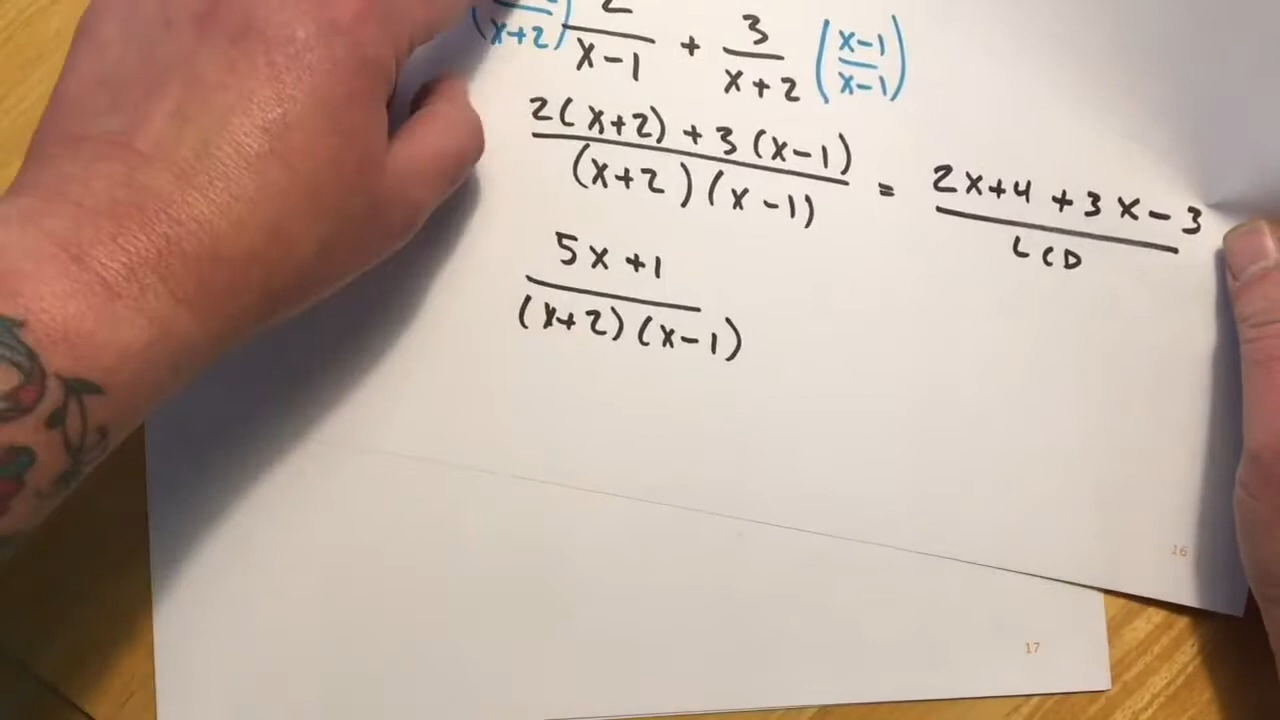 (x+2) 2/(x-1) + 3/(x+2) (x-1/x-1)
2(x+2) + 3(x-1)/(x+2)(x-1) = 2x+4 +3x-3/LCD
5x+1/(x+2)(x-1)
16
17